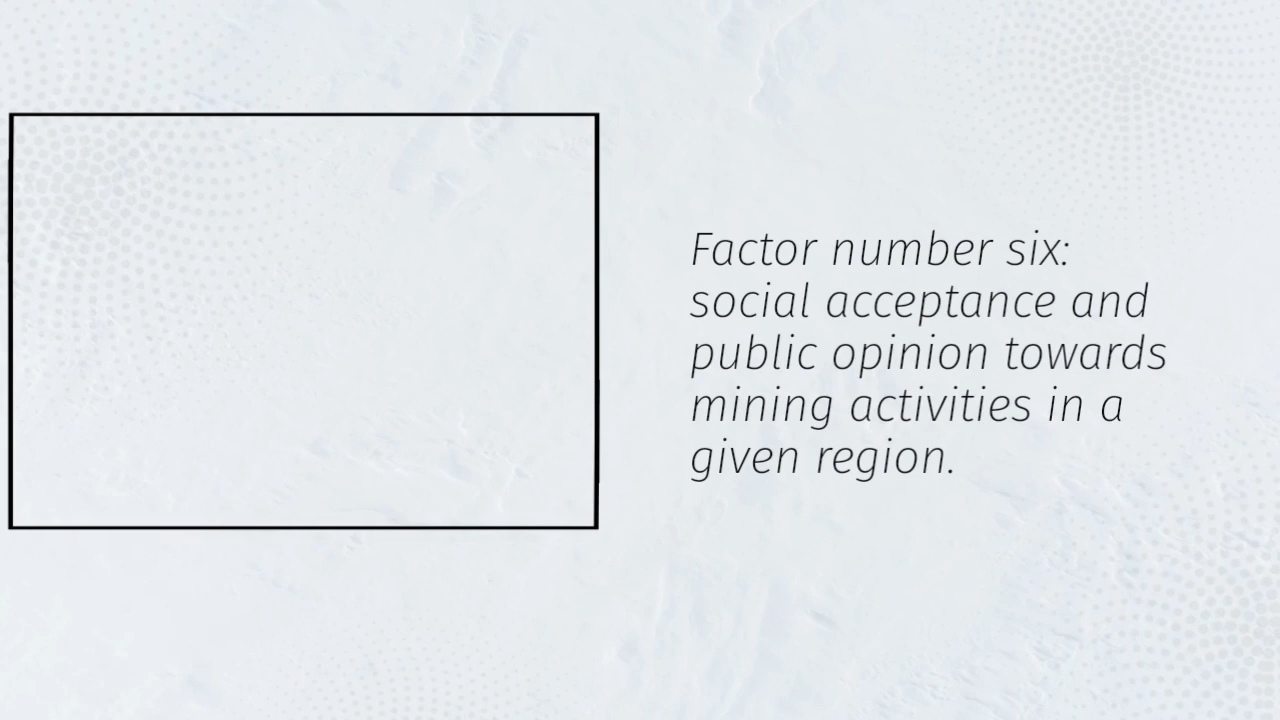 Factor number six:
social acceptance and
public opinion towards
mining activities in a
given region.